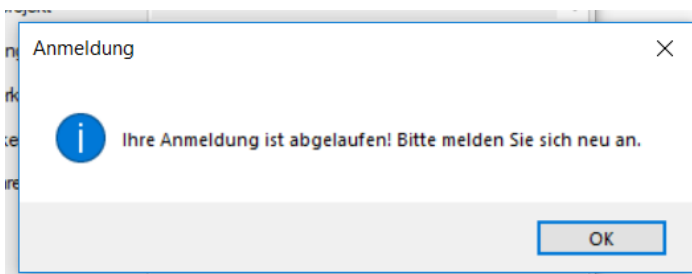 Anmeldung
Ihre Anmeldung ist abgelaufen! Bitte melden Sie sich neu an.
OK